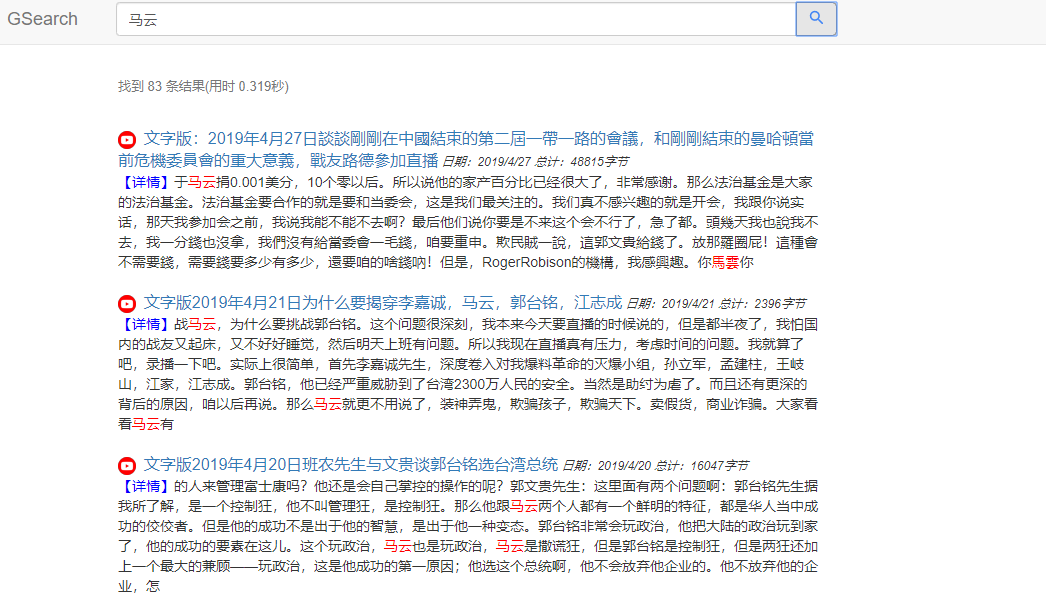 GSearch
马云
找到 83 条结果(用时 0.319秒)
文字版：2019年4月27日談談剛剛在中國結束的第二屆一帶一路的會議，和剛剛結束的曼哈頓當
前危機委員會的重大意義，戰友路德參加直播 日期：2019/4/27 总计：48815字节
【详情】于马云捐0.001美分，10个零以后。所以说他的家产百分比已经很大了，非常感谢。那么法治基金是大家
的法治基金。法治基金要合作的就是要和当委会，这是我们最关注的。我们真不感兴趣的就是开会，我跟你说实
话，那天我参加会之前，我说我能不能不去啊？最后他们说你要是不来这个会不行了，急了都。頭幾天我也說我不
去，我一分錢也沒拿，我們沒有給當委會一毛錢，咱要重申。欺民賊一說，這郭文貴給錢了。放那羅圈屁！這種會
不需要錢，需要錢要多少有多少，還要咱的啥錢吶！但是，RogerRobison的機構，我感興趣。你馬雲你
文字版2019年4月21日为什么要揭穿李嘉诚，马云，郭台铭，江志成 日期：2019/4/21 总计：2396字节
【详情】战马云，为什么要挑战郭台铭。这个问题很深刻，我本来今天要直播的时候说的，但是都半夜了，我怕国
内的战友又起床，又不好好睡觉，然后明天上班有问题。所以我现在直播真有压力，考虑时间的问题。我就算了
吧，录播一下吧。实际上很简单，首先李嘉诚先生，深度卷入对我爆料革命的灭爆小组，孙立军，孟建柱，王岐
山，江家，江志成。郭台铭，他已经严重威胁到了台湾2300万人民的安全。当然是助纣为虐了。而且还有更深的
背后的原因，咱以后再说。那么马云就更不用说了，装神弄鬼，欺骗孩子，欺骗天下。卖假货，商业诈骗。大家看
看马云有
文字版2019年4月20日班农先生与文贵谈郭台铭选台湾总统 日期：2019/4/20 总计：16047字节
【详情】的人来管理富士康吗？他还是会自己掌控的操作的呢？郭文贵先生：这里面有两个问题啊：郭台铭先生据
我所了解，是一个控制狂，他不叫管理狂，是控制狂。那么他跟马云两个人都有一个鲜明的特征，都是华人当中成
功的佼佼者。但是他的成功不是出于他的智慧，是出于他一种变态。郭台铭非常会玩政治，他把大陆的政治玩到家
了，他的成功的要素在这儿。这个玩政治，马云也是玩政治，马云是撒谎狂，但是郭台铭是控制狂，但是两狂还加
上一个最大的兼顾——玩政治，这是他成功的第一原因；他选这个总统啊，他不会放弃他企业的。他不放弃他的企
业，怎